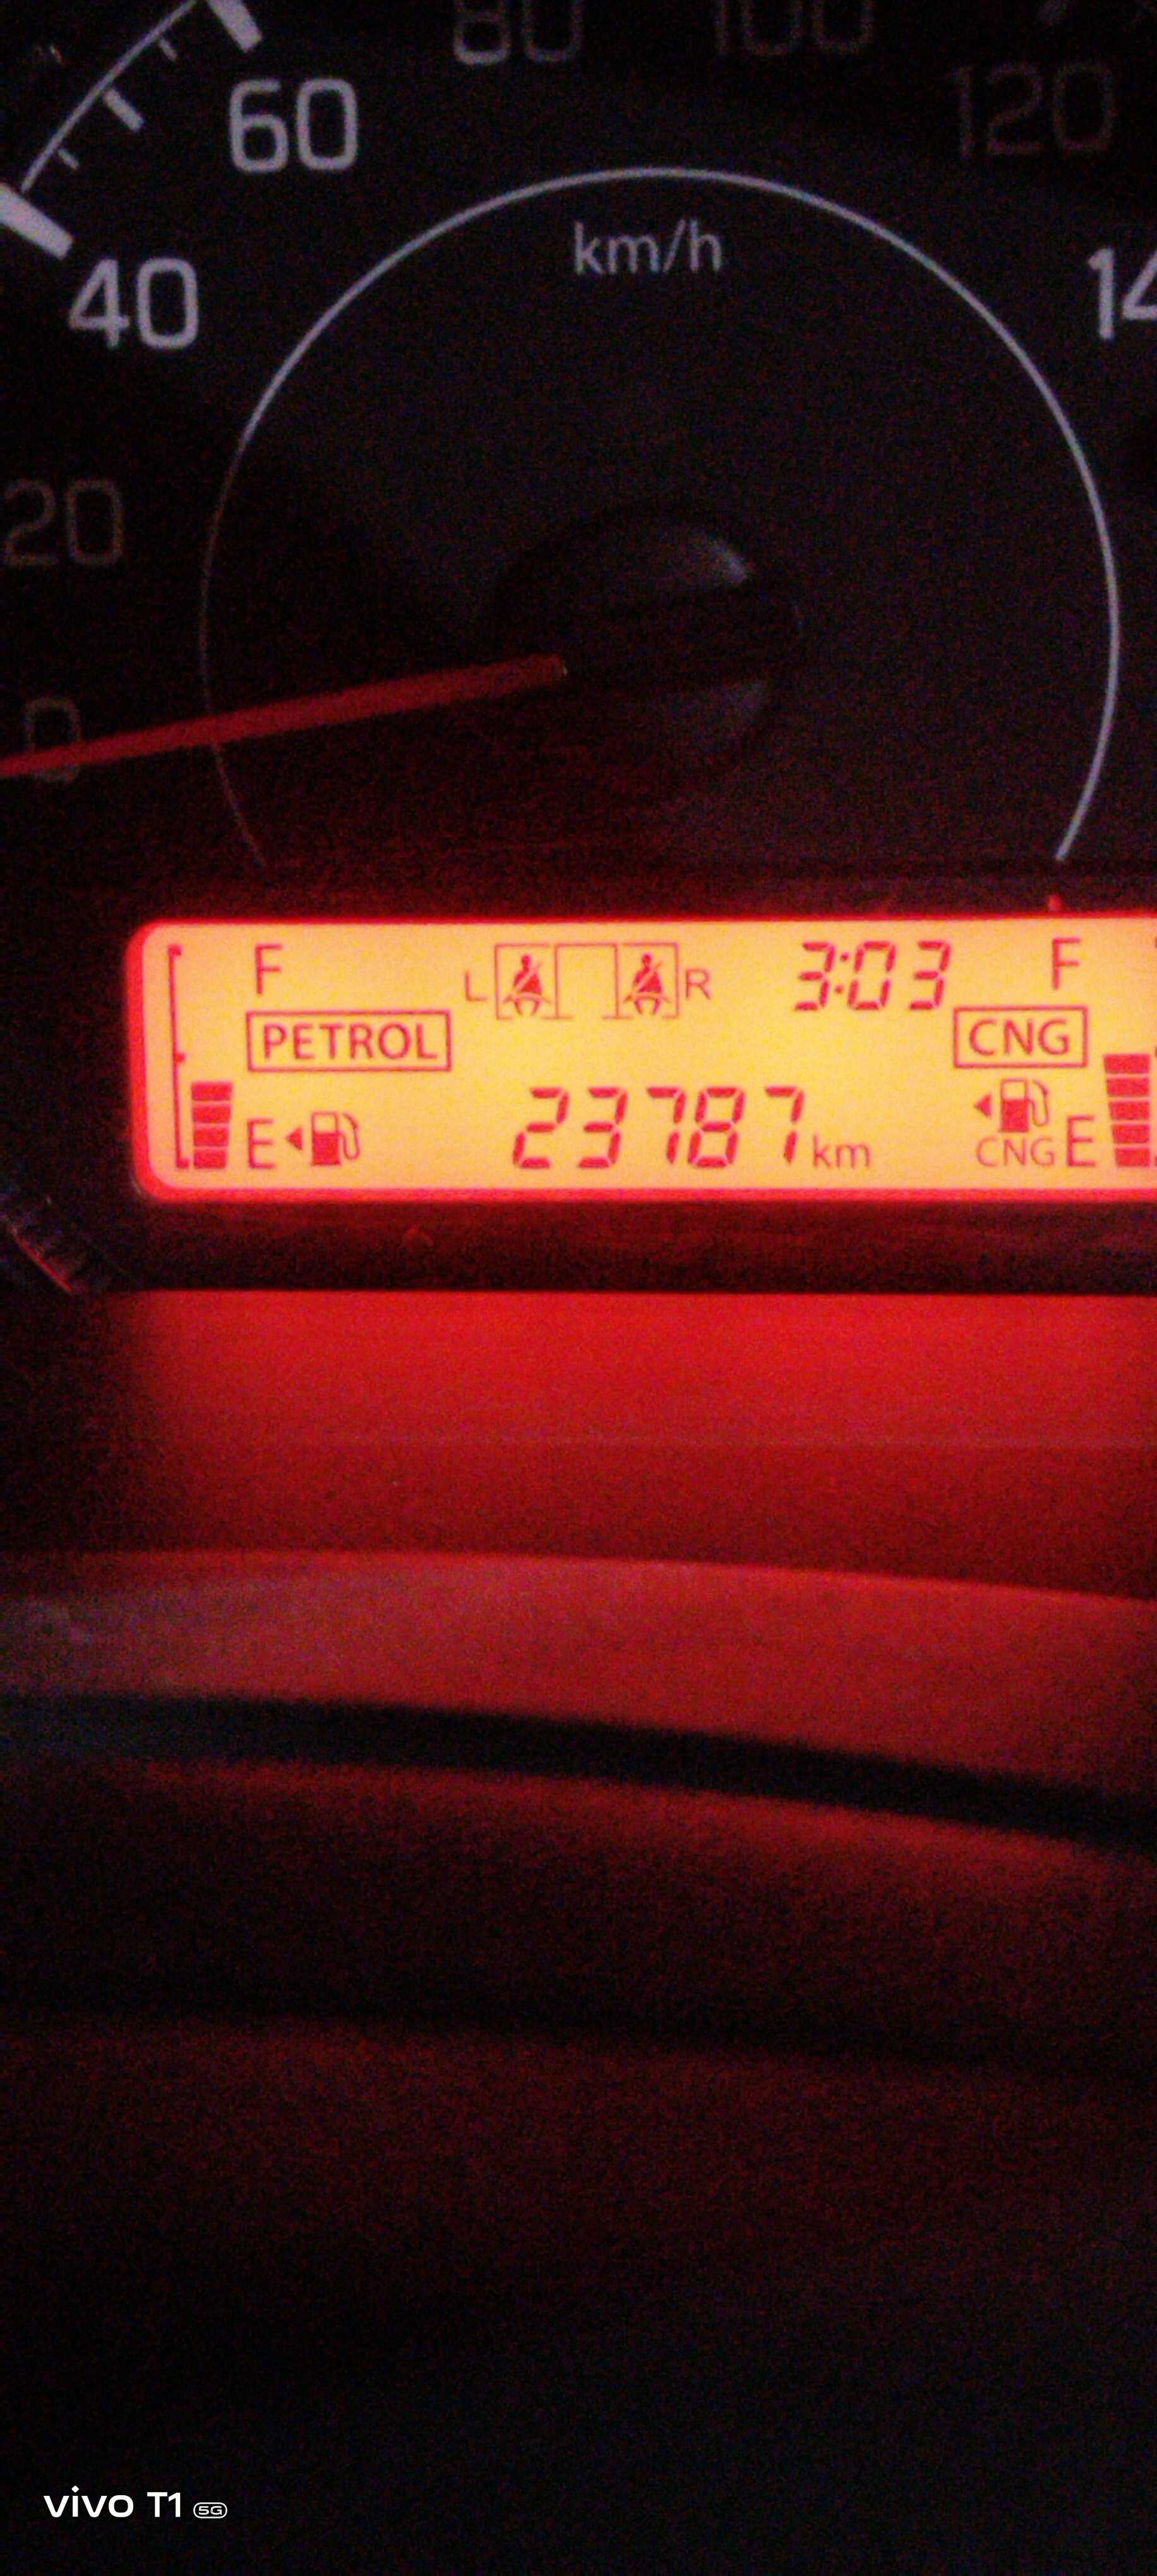 80 100
60 120
km/h
40 14
20
0
F L R 3:03 F
PETROL CNG
E 23787 km CNG E
vivo T1 5G